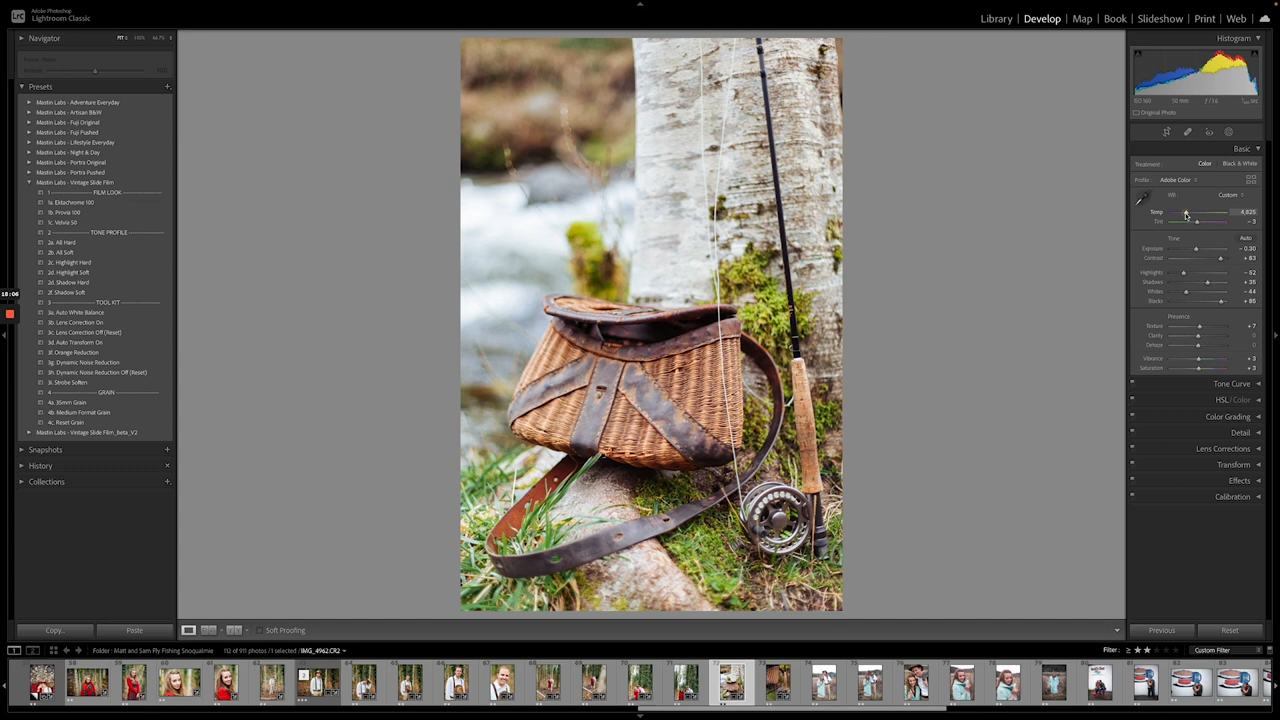 Adobe Photoshop
LrC Lightroom Classic
Library | Develop | Map | Book | Slideshow | Print | Web
Navigator FIT 100% 66.7%
Histogram
Presets
Mastin Labs - Adventure Everyday
Mastin Labs - Artisan B&W
Mastin Labs - Fuji Original
Mastin Labs - Fuji Pushed
Mastin Labs - Lifestyle Everyday
Mastin Labs - Night & Day
Mastin Labs - Portra Original
Mastin Labs - Portra Pushed
Mastin Labs - Vintage Slide Film
1 ------------ FILM LOOK ------------
1a. Ektachrome 100
1b. Provia 100
1c. Velvia 50
2 ------------ TONE PROFILE ------------
2a. All Hard
2b. All Soft
2c. Highlight Hard
2d. Highlight Soft
2d. Shadow Hard
2f. Shadow Soft
3 ------------ TOOL KIT ------------
3a. Auto White Balance
3b. Lens Correction On
3c. Lens Correction Off (Reset)
3d. Auto Transform On
3f. Orange Reduction
3g. Dynamic Noise Reduction
3h. Dynamic Noise Reduction Off (Reset)
3i. Strobe Soften
4 ------------ GRAIN ------------
4a. 35mm Grain
4b. Medium Format Grain
4c. Reset Grain
Mastin Labs - Vintage Slide Film_Beta_V2
18:06
Snapshots
History
Collections
Copy... Paste
ISO 160 50 mm ƒ / 1.6
Original Photo
Basic
Treatment: Color Black & White
Profile: Adobe Color
WB: Custom
Temp 4,825
Tint - 3
Tone Auto
Exposure - 0.30
Contrast + 83
Highlights - 52
Shadows + 35
Whites - 44
Blacks + 85
Presence
Texture + 7
Clarity 0
Dehaze 0
Vibrance + 3
Saturation + 3
Tone Curve
HSL / Color
Color Grading
Detail
Lens Corrections
Transform
Effects
Calibration
Soft Proofing
Previous Reset
1 2 Folder : Matt and Sam Fly Fishing Snoqualmie 112 of 911 photos / 1 selected / IMG_4962.CR2 Filter: ≥ ★★ Custom Filter